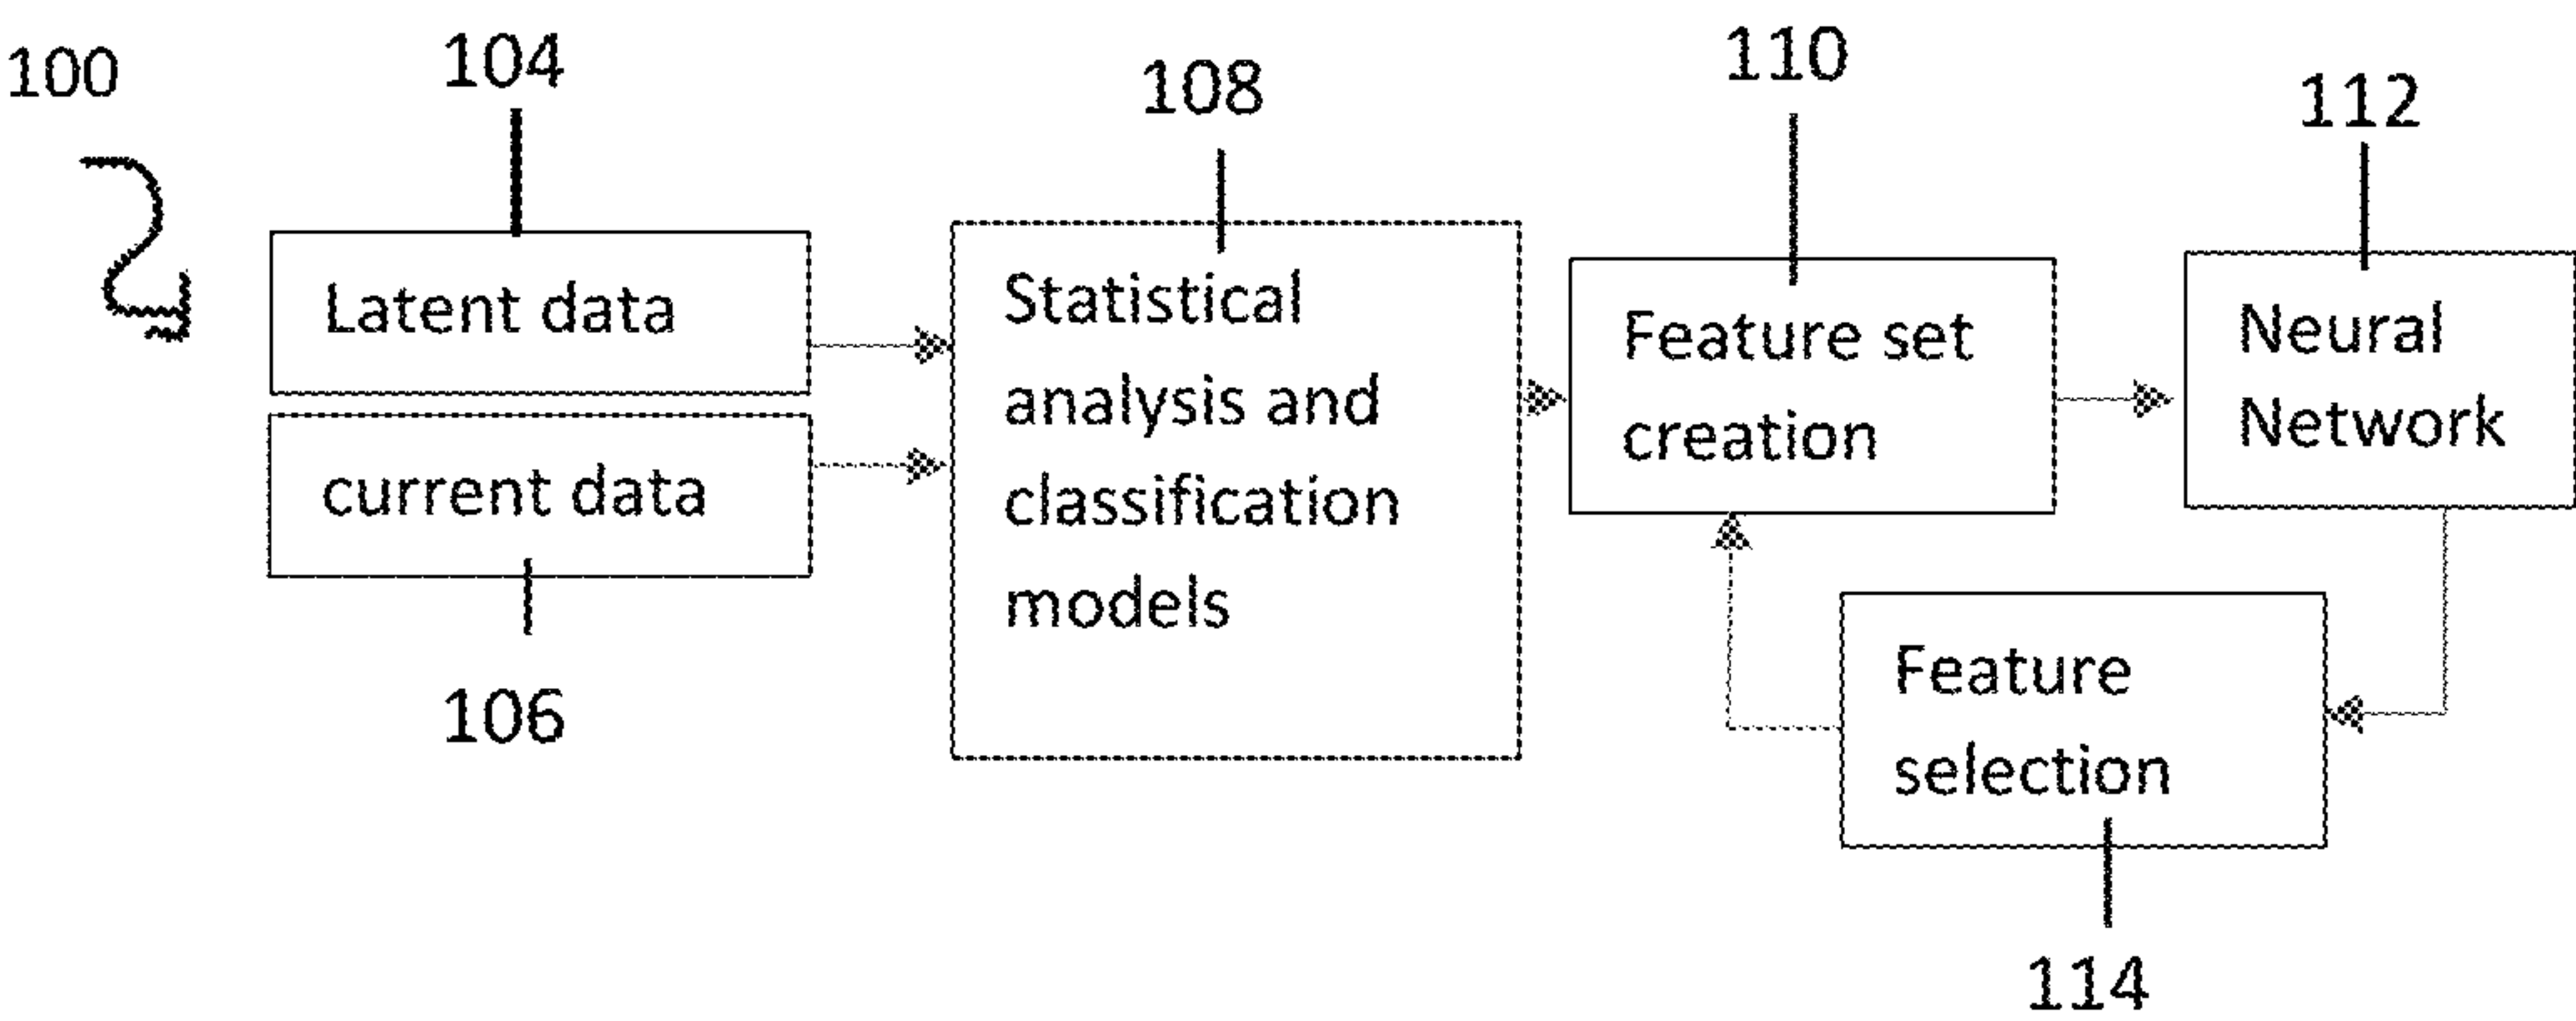 100
104
108
110
112
Latent data
current data
106
Statistical
analysis and
classification
models
Feature set
creation
Neural
Network
Feature
selection
114